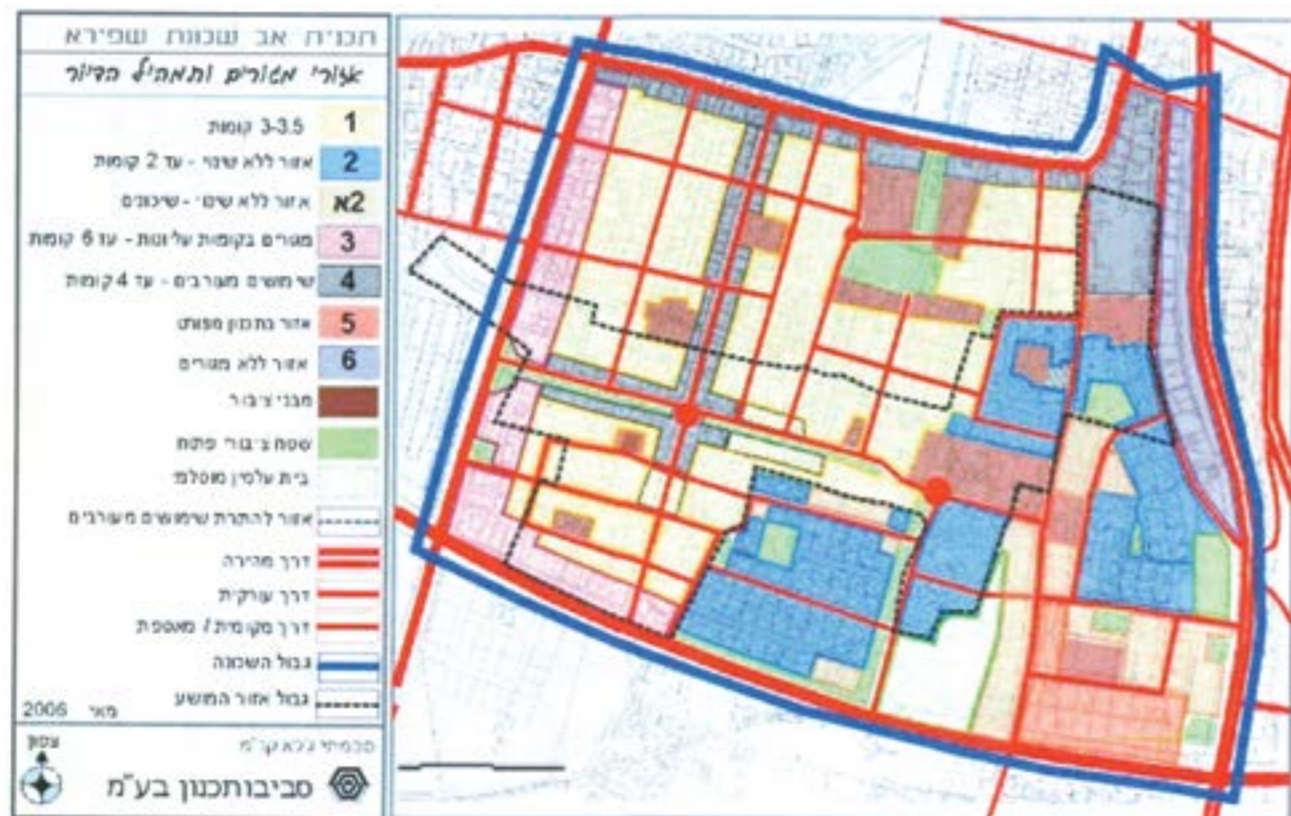 תכנית אב שכונת שפירא
אזורי מגורים ותמהיל הדיור
1 3-3.5 קומות
2 אזור ללא שינוי - עד 2 קומות
2א אזור ללא שינוי - שיכונים
3 מגורים בקומות עליונות - עד 6 קומות
4 שימושים מעורבים - עד 4 קומות
5 אזור בתכנון מפורט
6 אזור ללא מגורים
מבני ציבור
שטח ציבורי פתוח
בית עלמין מוסלמי
אזור להתרת שימושים מעורבים
דרך מהירה
דרך עורקית
דרך מקומית / מאספת
גבול השכונה
גבול אזור המושע
מאי 2006
צפון
סביבותכנון בע"מ